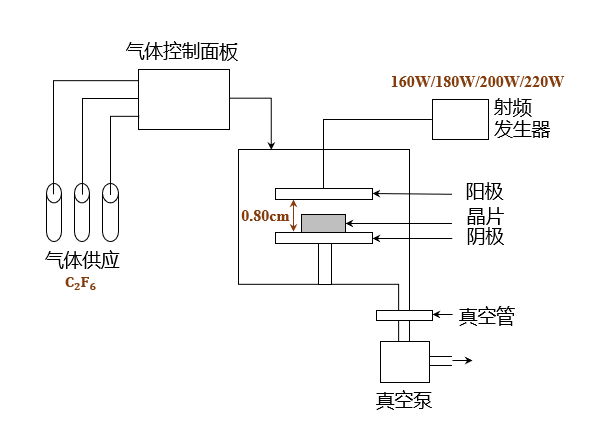 气体控制面板
160W/180W/200W/220W
射频
发生器
阳极
0.80cm
晶片
阴极
气体供应
C₂F₆
真空管
真空泵